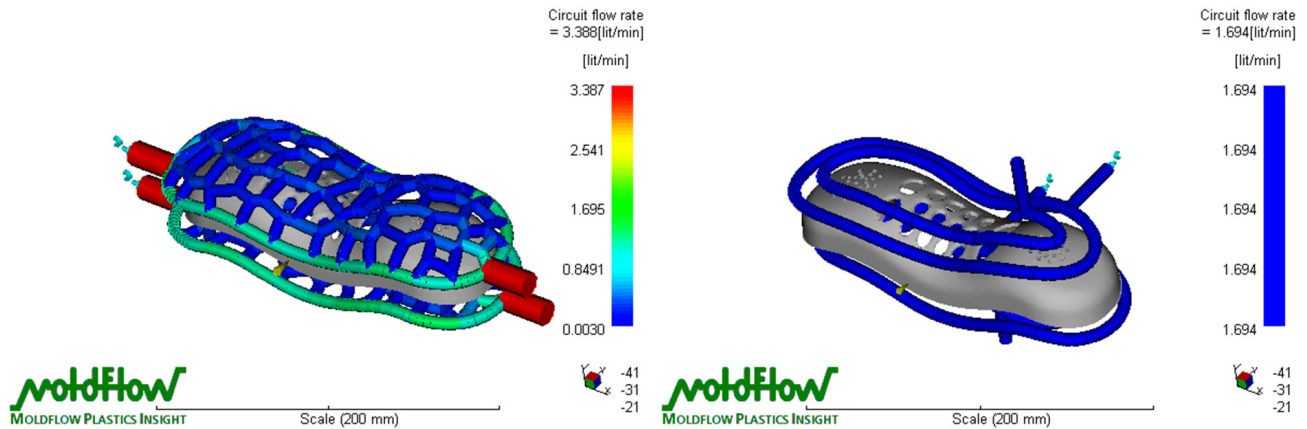 Circuit flow rate
= 3.388[lit/min]
[lit/min]
3.387
2.541
1.695
0.8491
0.0030
moldflow
MOLDFLOW PLASTICS INSIGHT
Scale (200 mm)
Y
X
-41
-31
-21
Circuit flow rate
= 1.694[lit/min]
[lit/min]
1.694
1.694
1.694
1.694
1.694
moldflow
MOLDFLOW PLASTICS INSIGHT
Scale (200 mm)
Y
X
-41
-31
-21